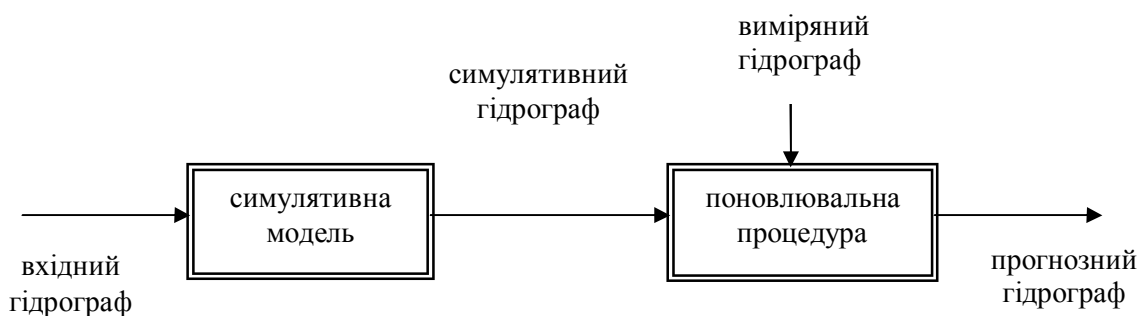 вхідний
гідрограф
симулятивна
модель
симулятивний
гідрограф
виміряний
гідрограф
поновлювальна
процедура
прогнозний
гідрограф